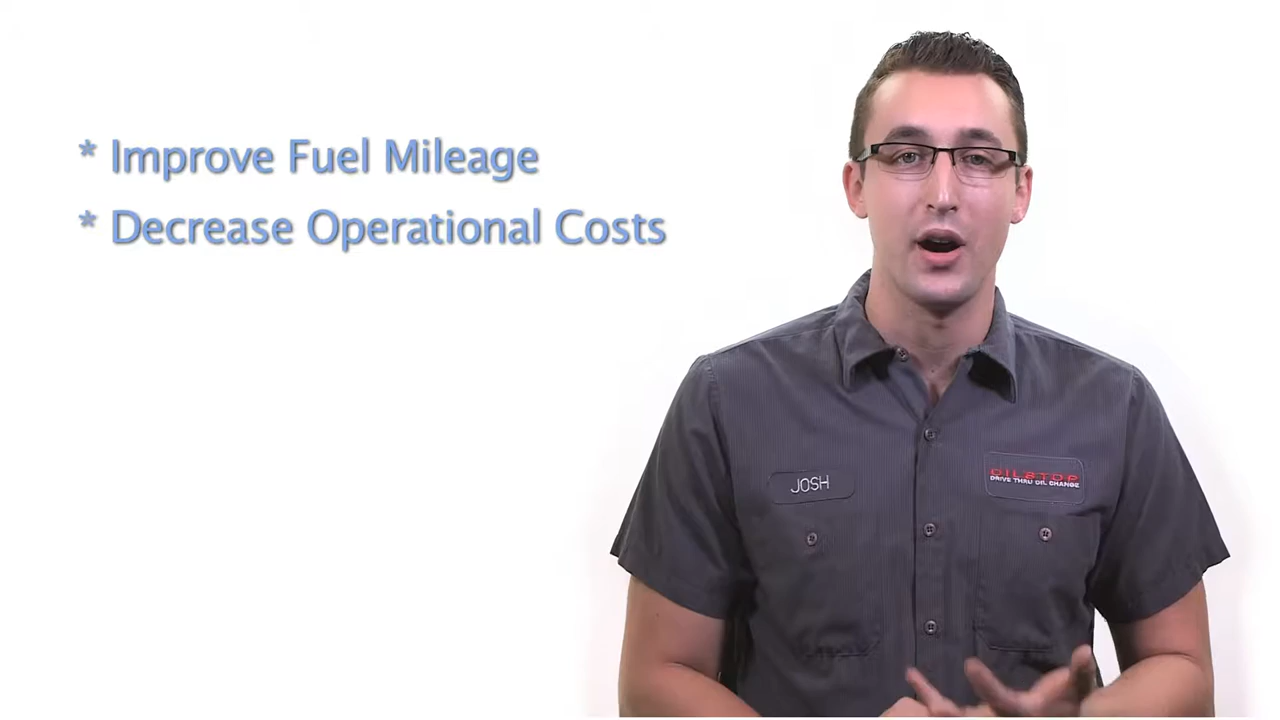 * Improve Fuel Mileage
* Decrease Operational Costs
JOSH
OILSTOP
DRIVE THRU OIL CHANGE